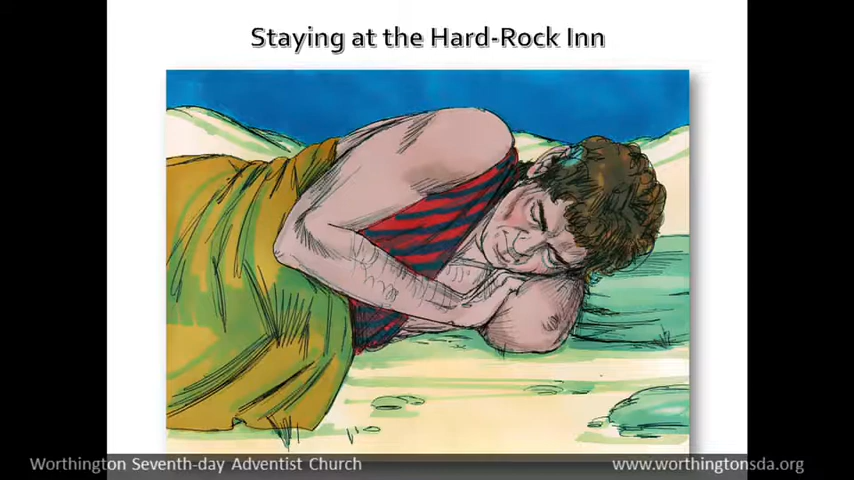 Staying at the Hard-Rock Inn
Worthington Seventh-day Adventist Church
www.worthingtonsda.org